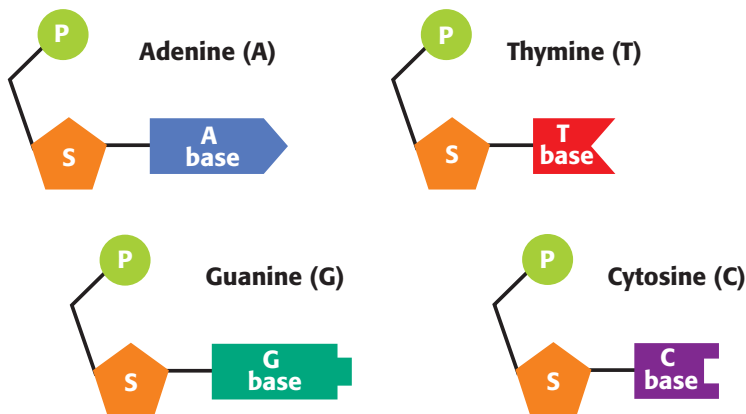 P
Adenine (A)
S
A
base
P
Thymine (T)
S
T
base
P
Guanine (G)
S
G
base
P
Cytosine (C)
S
C
base